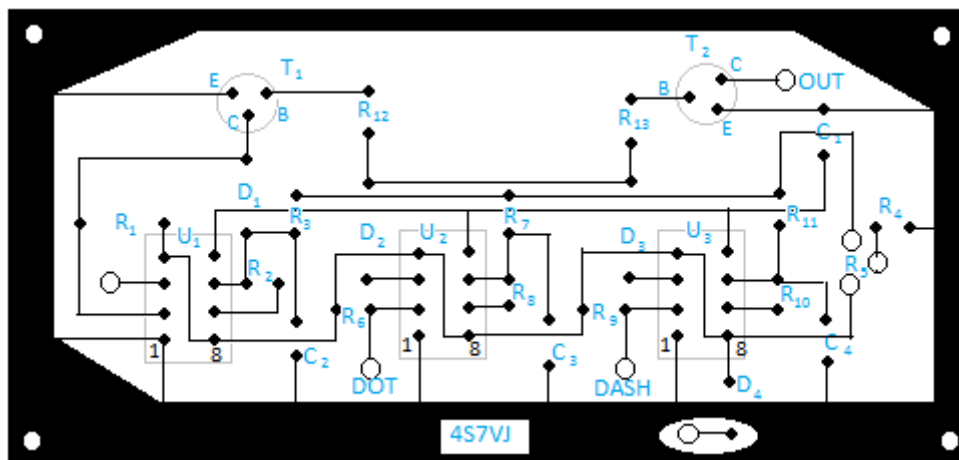 T2
C
OUT
E
T1
B
C
B
R12
R13
E
C1
D1
R1
U1
R3
D2
U2
R7
D3
U3
R11
R4
R2
R5
R6
R8
R9
R10
1
8
1
8
1
8
C2
C3
C4
DOT
DASH
D4
4S7VJ